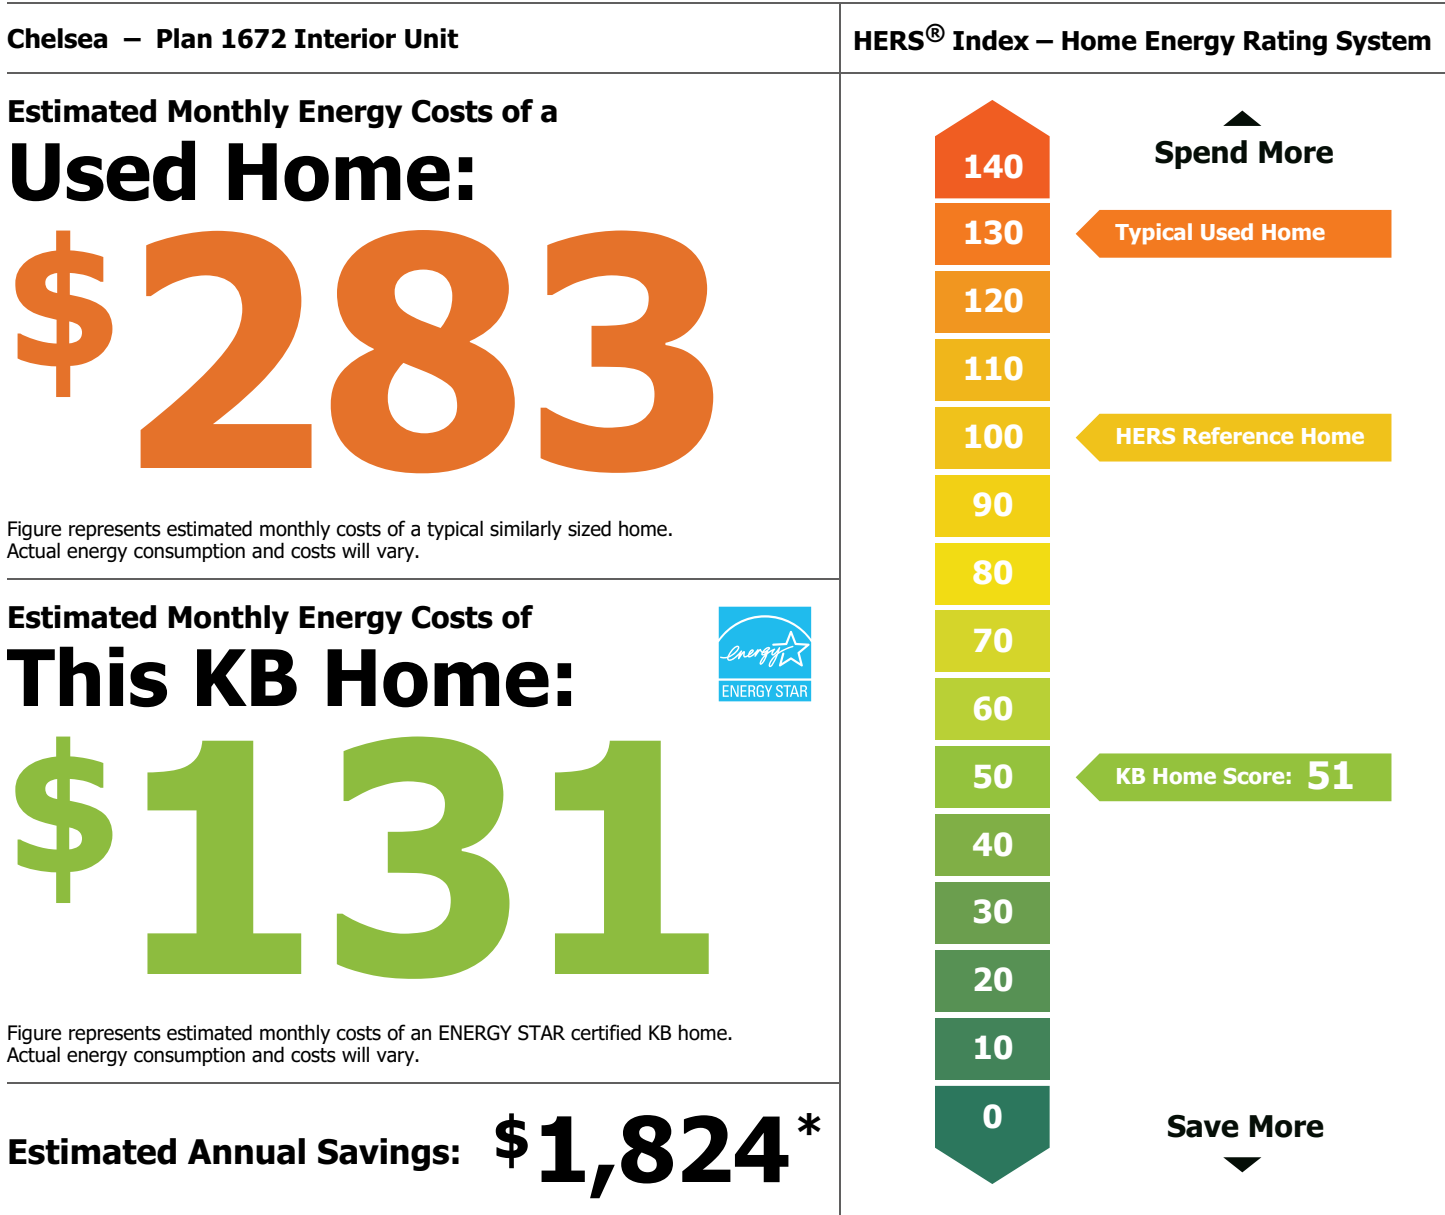 Chelsea – Plan 1672 Interior Unit
Estimated Monthly Energy Costs of a
Used Home:
$283
Figure represents estimated monthly costs of a typical similarly sized home.
Actual energy consumption and costs will vary.
Estimated Monthly Energy Costs of
This KB Home:
energy
ENERGY STAR
$131
Figure represents estimated monthly costs of an ENERGY STAR certified KB home.
Actual energy consumption and costs will vary.
Estimated Annual Savings: $1,824*
HERS® Index – Home Energy Rating System
Spend More
140
130 Typical Used Home
120
110
100 HERS Reference Home
90
80
70
60
50 KB Home Score: 51
40
30
20
10
0
Save More